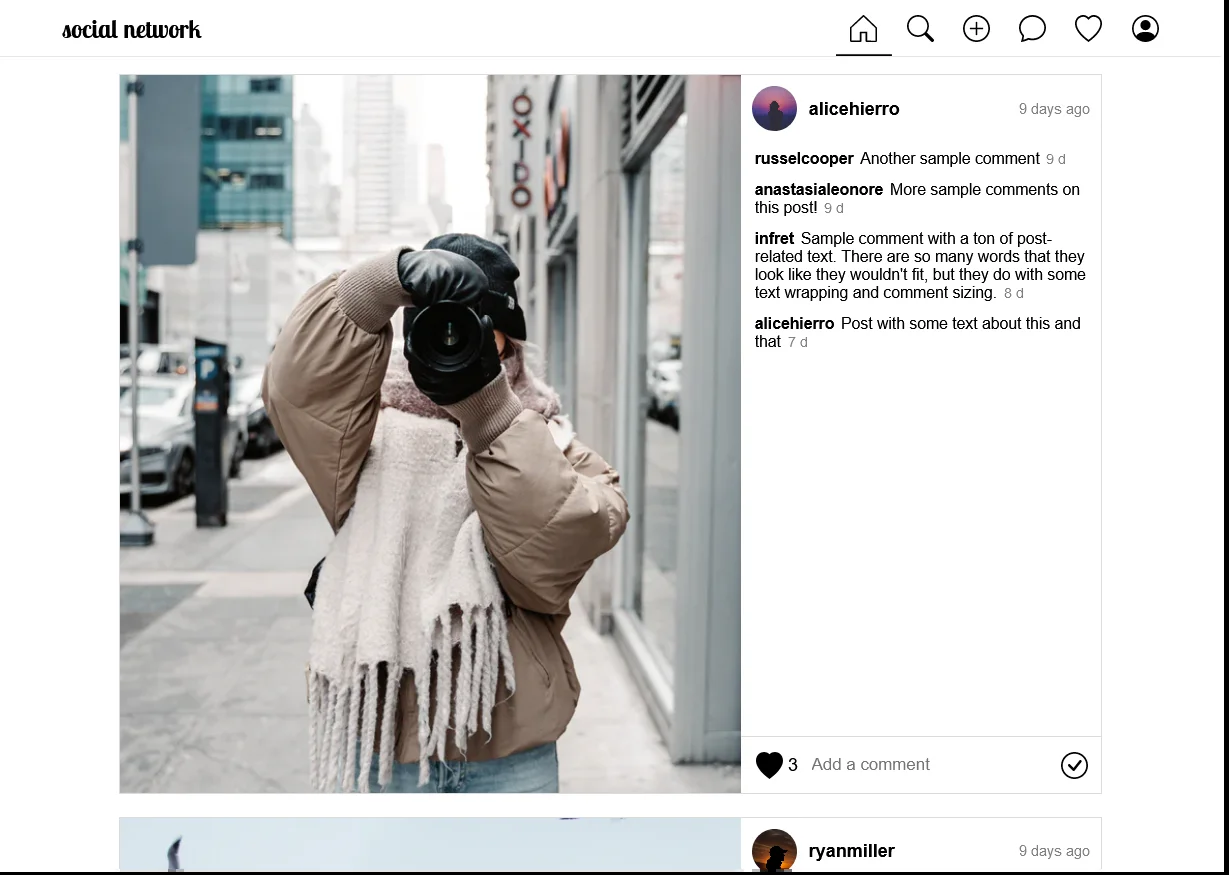 social network
alicehierro 9 days ago
russelcooper Another sample comment 9 d
anastasialeonore More sample comments on
this post! 9 d
infret Sample comment with a ton of post-
related text. There are so many words that they
look like they wouldn't fit, but they do with some
text wrapping and comment sizing. 8 d
alicehierro Post with some text about this and
that 7 d
ÓXIDO
P
3 Add a comment
ryanmiller 9 days ago